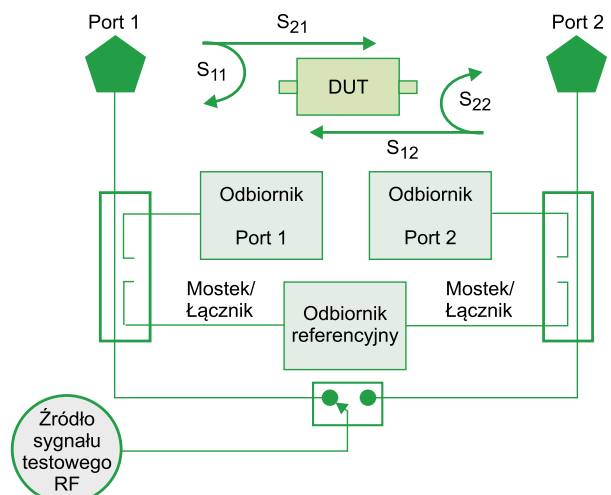 Port 1
Port 2
S21
S11
DUT
S22
S12
Odbiornik
Port 1
Odbiornik
Port 2
Mostek/
Łącznik
Odbiornik
referencyjny
Mostek/
Łącznik
Źródło
sygnału
testowego
RF